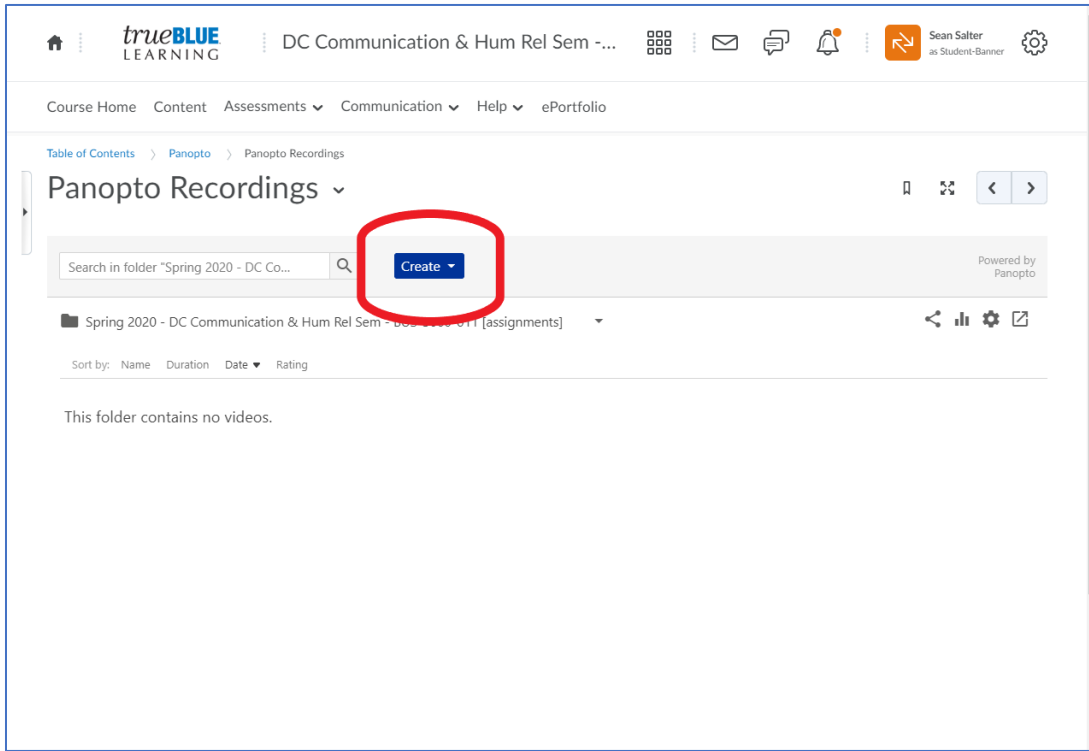 trueBLUE
LEARNING
DC Communication & Hum Rel Sem -...
Sean Salter
as Student-Banner
Course Home Content Assessments Communication Help ePortfolio
Table of Contents > Panopto > Panopto Recordings
Panopto Recordings
Search in folder "Spring 2020 - DC Co...
Create
Powered by
Panopto
Spring 2020 - DC Communication & Hum Rel Sem - [assignments]
Sort by: Name Duration Date Rating
This folder contains no videos.